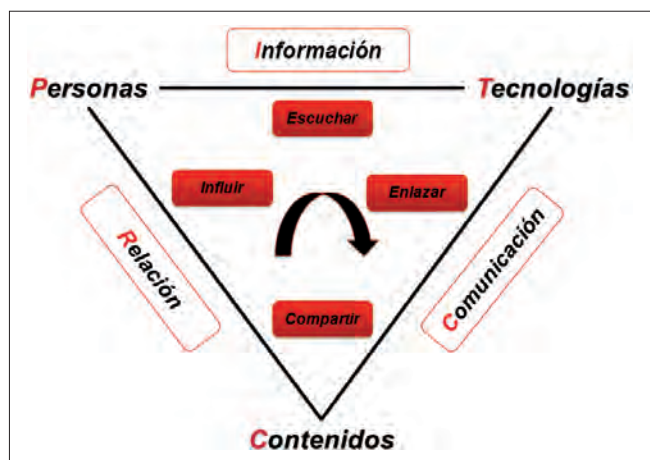 Información
Personas
Tecnologías
Escuchar
Influir
Enlazar
Relación
Comunicación
Compartir
Contenidos